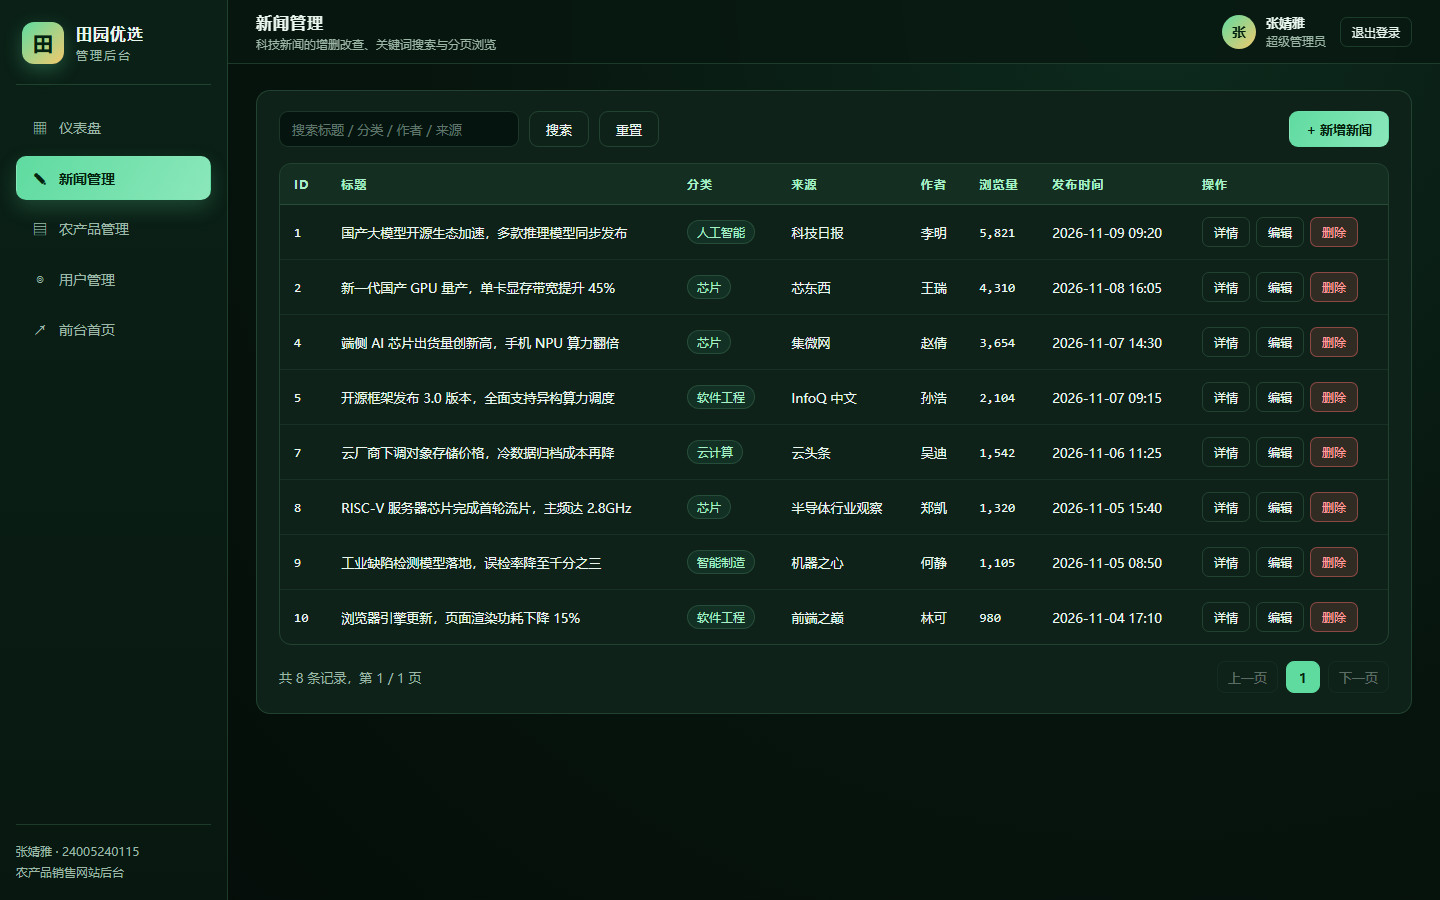 田
田园优选
管理后台
仪表盘
新闻管理
农产品管理
用户管理
前台首页
张婧雅 · 24005240115
农产品销售网站后台
新闻管理
科技新闻的增删改查、关键词搜索与分页浏览
张
张婧雅
超级管理员
退出登录
搜索标题 / 分类 / 作者 / 来源
搜索
重置
+ 新增新闻
ID 标题 分类 来源 作者 浏览量 发布时间 操作
1 国产大模型开源生态加速，多款推理模型同步发布 人工智能 科技日报 李明 5,821 2026-11-09 09:20 详情 编辑 删除
2 新一代国产 GPU 量产，单卡显存带宽提升 45% 芯片 芯东西 王瑞 4,310 2026-11-08 16:05 详情 编辑 删除
4 端侧 AI 芯片出货量创新高，手机 NPU 算力翻倍 芯片 集微网 赵倩 3,654 2026-11-07 14:30 详情 编辑 删除
5 开源框架发布 3.0 版本，全面支持异构算力调度 软件工程 InfoQ 中文 孙浩 2,104 2026-11-07 09:15 详情 编辑 删除
7 云厂商下调对象存储价格，冷数据归档成本再降 云计算 云头条 吴迪 1,542 2026-11-06 11:25 详情 编辑 删除
8 RISC-V 服务器芯片完成首轮流片，主频达 2.8GHz 芯片 半导体行业观察 郑凯 1,320 2026-11-05 15:40 详情 编辑 删除
9 工业缺陷检测模型落地，误检率降至千分之三 智能制造 机器之心 何静 1,105 2026-11-05 08:50 详情 编辑 删除
10 浏览器引擎更新，页面渲染功耗下降 15% 软件工程 前端之巅 林可 980 2026-11-04 17:10 详情 编辑 删除
共 8 条记录，第 1 / 1 页
上一页 1 下一页